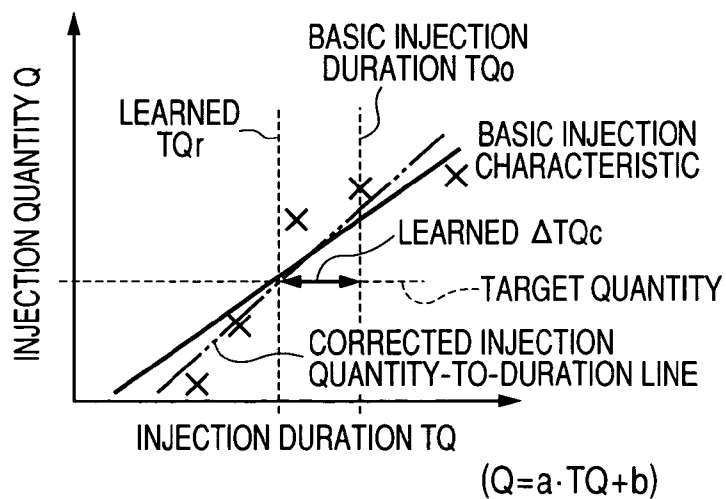 BASIC INJECTION
DURATION TQo
LEARNED
TQr
BASIC INJECTION
CHARACTERISTIC
INJECTION QUANTITY Q
LEARNED ΔTQc
TARGET QUANTITY
CORRECTED INJECTION
QUANTITY-TO-DURATION LINE
INJECTION DURATION TQ
(Q=a·TQ+b)